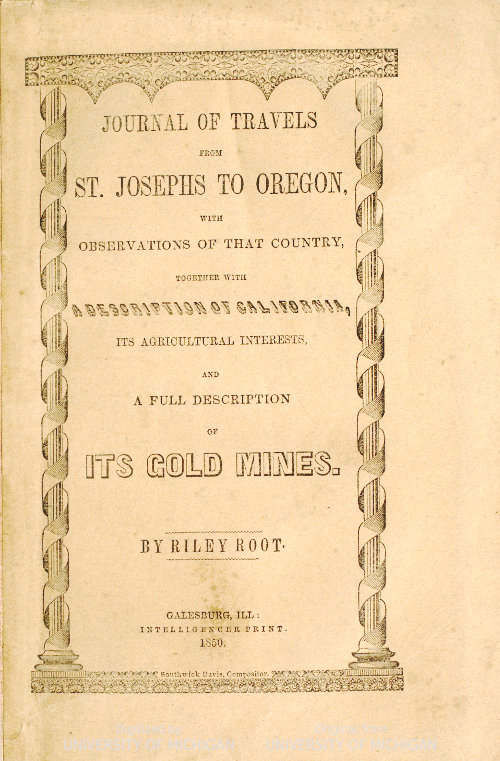 JOURNAL OF TRAVELS
FROM
ST. JOSEPHS TO OREGON,
WITH
OBSERVATIONS OF THAT COUNTRY,
TOGETHER WITH
A DESCRIPTION OF CALIFORNIA,
ITS AGRICULTURAL INTERESTS,
AND
A FULL DESCRIPTION
OF
ITS GOLD MINES.
BY RILEY ROOT.
GALESBURG, ILL:
INTELLIGENCER PRINT.
1850.
Southwick Davis, Compositor.